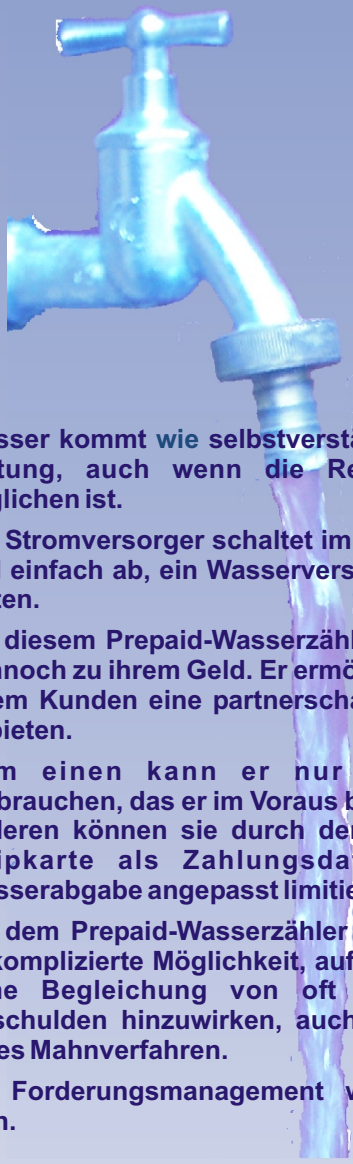 sser kommt wie selbstverstä
tung, auch wenn die Re
glichen ist.
Stromversorger schaltet im
einfach ab, ein Wasservers
ten.
diesem Prepaid-Wasserzähl
nnoch zu ihrem Geld. Er ermö
em Kunden eine partnerscha
bieten.
m einen kann er nur
brauchen, das er im Voraus b
deren können sie durch der
ipkarte als Zahlungsda
sserabgabe angepasst limitie
dem Prepaid-Wasserzähler
komplizierte Möglichkeit, auf
ne Begleichung von oft
schulden hinzuwirken, auch
es Mahnverfahren.
Forderungsmanagement v
n.